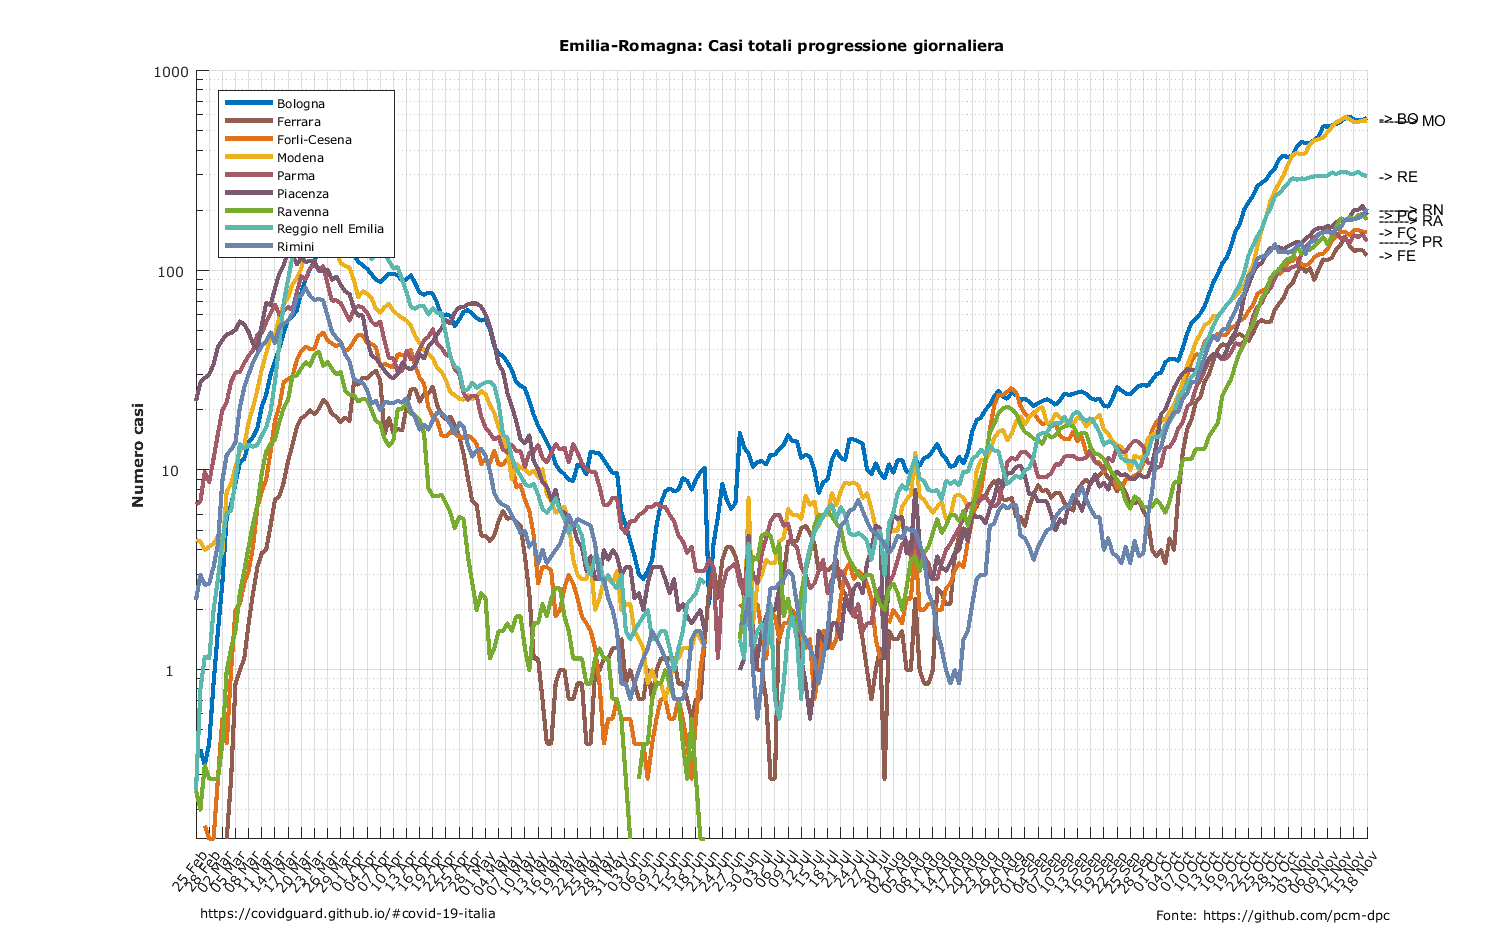 Emilia-Romagna: Casi totali progressione giornaliera
1000
100
10
1
Numero casi
Bologna
Ferrara
Forli-Cesena
Modena
Parma
Piacenza
Ravenna
Reggio nell Emilia
Rimini
-> BO
------> MO
-> RE
------> RN
-> PC
------> RA
-> FC
------> PR
-> FE
25 Feb
28 Feb
02 Mar
05 Mar
08 Mar
11 Mar
14 Mar
17 Mar
20 Mar
23 Mar
26 Mar
29 Mar
01 Apr
04 Apr
07 Apr
10 Apr
13 Apr
16 Apr
19 Apr
22 Apr
25 Apr
28 Apr
01 May
04 May
07 May
10 May
13 May
16 May
19 May
22 May
25 May
28 May
31 May
03 Jun
06 Jun
09 Jun
12 Jun
15 Jun
18 Jun
21 Jun
24 Jun
27 Jun
30 Jun
03 Jul
06 Jul
09 Jul
12 Jul
15 Jul
18 Jul
21 Jul
24 Jul
27 Jul
30 Jul
02 Aug
05 Aug
08 Aug
11 Aug
14 Aug
17 Aug
20 Aug
23 Aug
26 Aug
29 Aug
01 Sep
04 Sep
07 Sep
10 Sep
13 Sep
16 Sep
19 Sep
22 Sep
25 Sep
28 Sep
01 Oct
04 Oct
07 Oct
10 Oct
13 Oct
16 Oct
19 Oct
22 Oct
25 Oct
28 Oct
31 Oct
03 Nov
06 Nov
09 Nov
12 Nov
15 Nov
18 Nov
https://covidguard.github.io/#covid-19-italia
Fonte: https://github.com/pcm-dpc